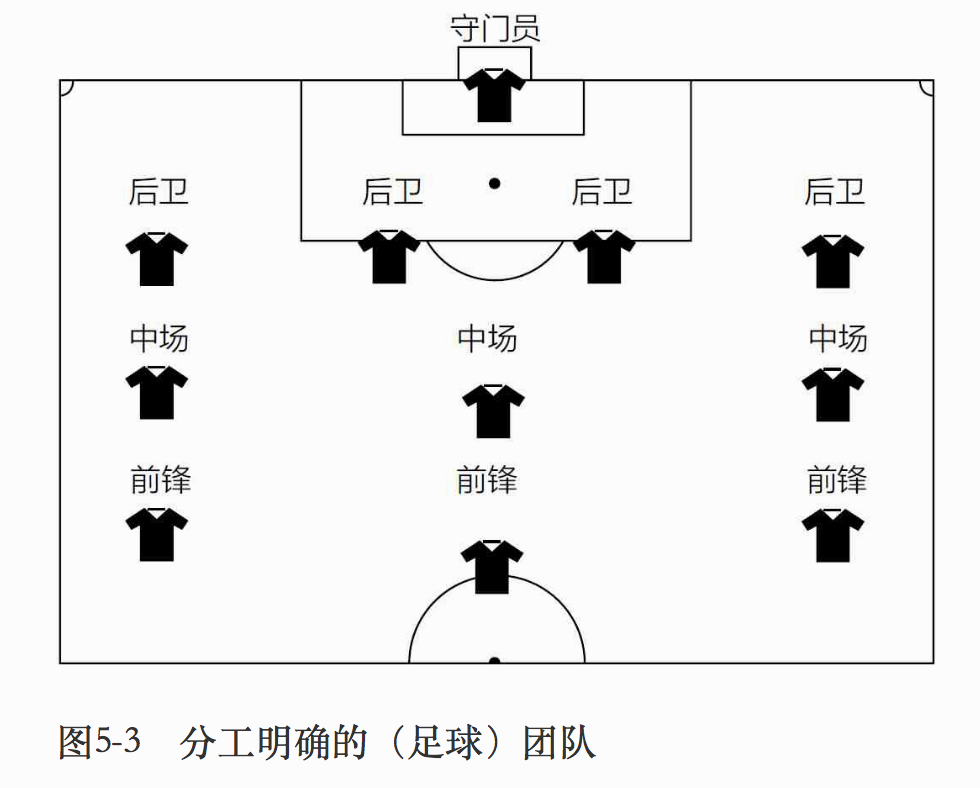 守门员
后卫 后卫 后卫 后卫
中场 中场 中场
前锋 前锋 前锋
图5-3 分工明确的（足球）团队